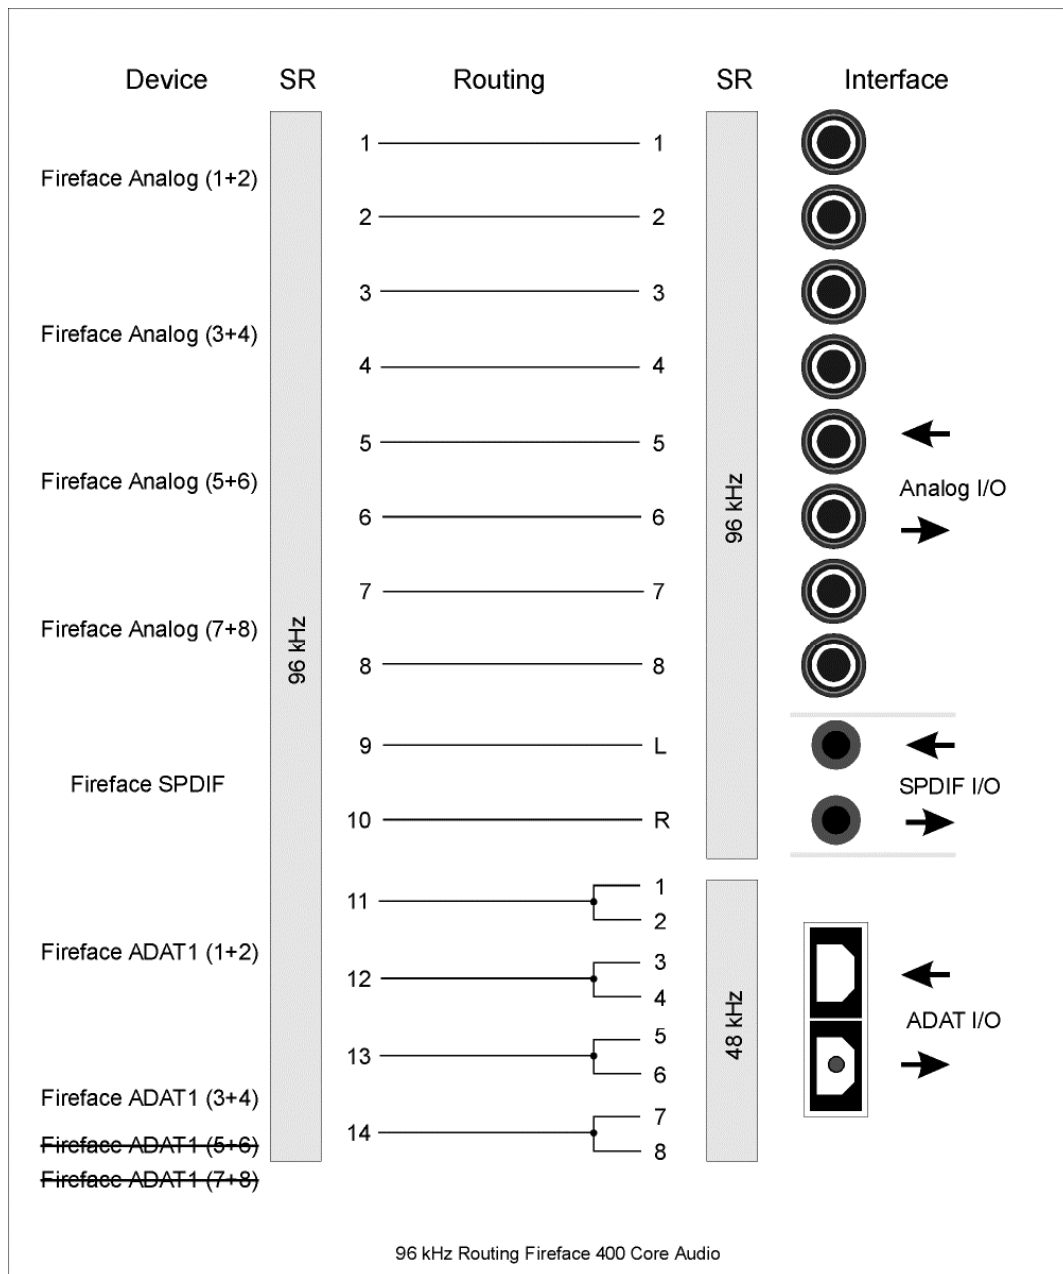 Device SR Routing SR Interface
1 1
Fireface Analog (1+2)
2 2
3 3
Fireface Analog (3+4)
4 4
5 5
Fireface Analog (5+6)
Analog I/O
96 kHz
6 6
7 7
Fireface Analog (7+8)
96 kHz
8 8
9 L
Fireface SPDIF
SPDIF I/O
10 R
1
11
2
Fireface ADAT1 (1+2)
3
12
4
48 kHz
ADAT I/O
5
13
6
Fireface ADAT1 (3+4)
7
14
Fireface ADAT1 (5+6)
8
Fireface ADAT1 (7+8)
96 kHz Routing Fireface 400 Core Audio